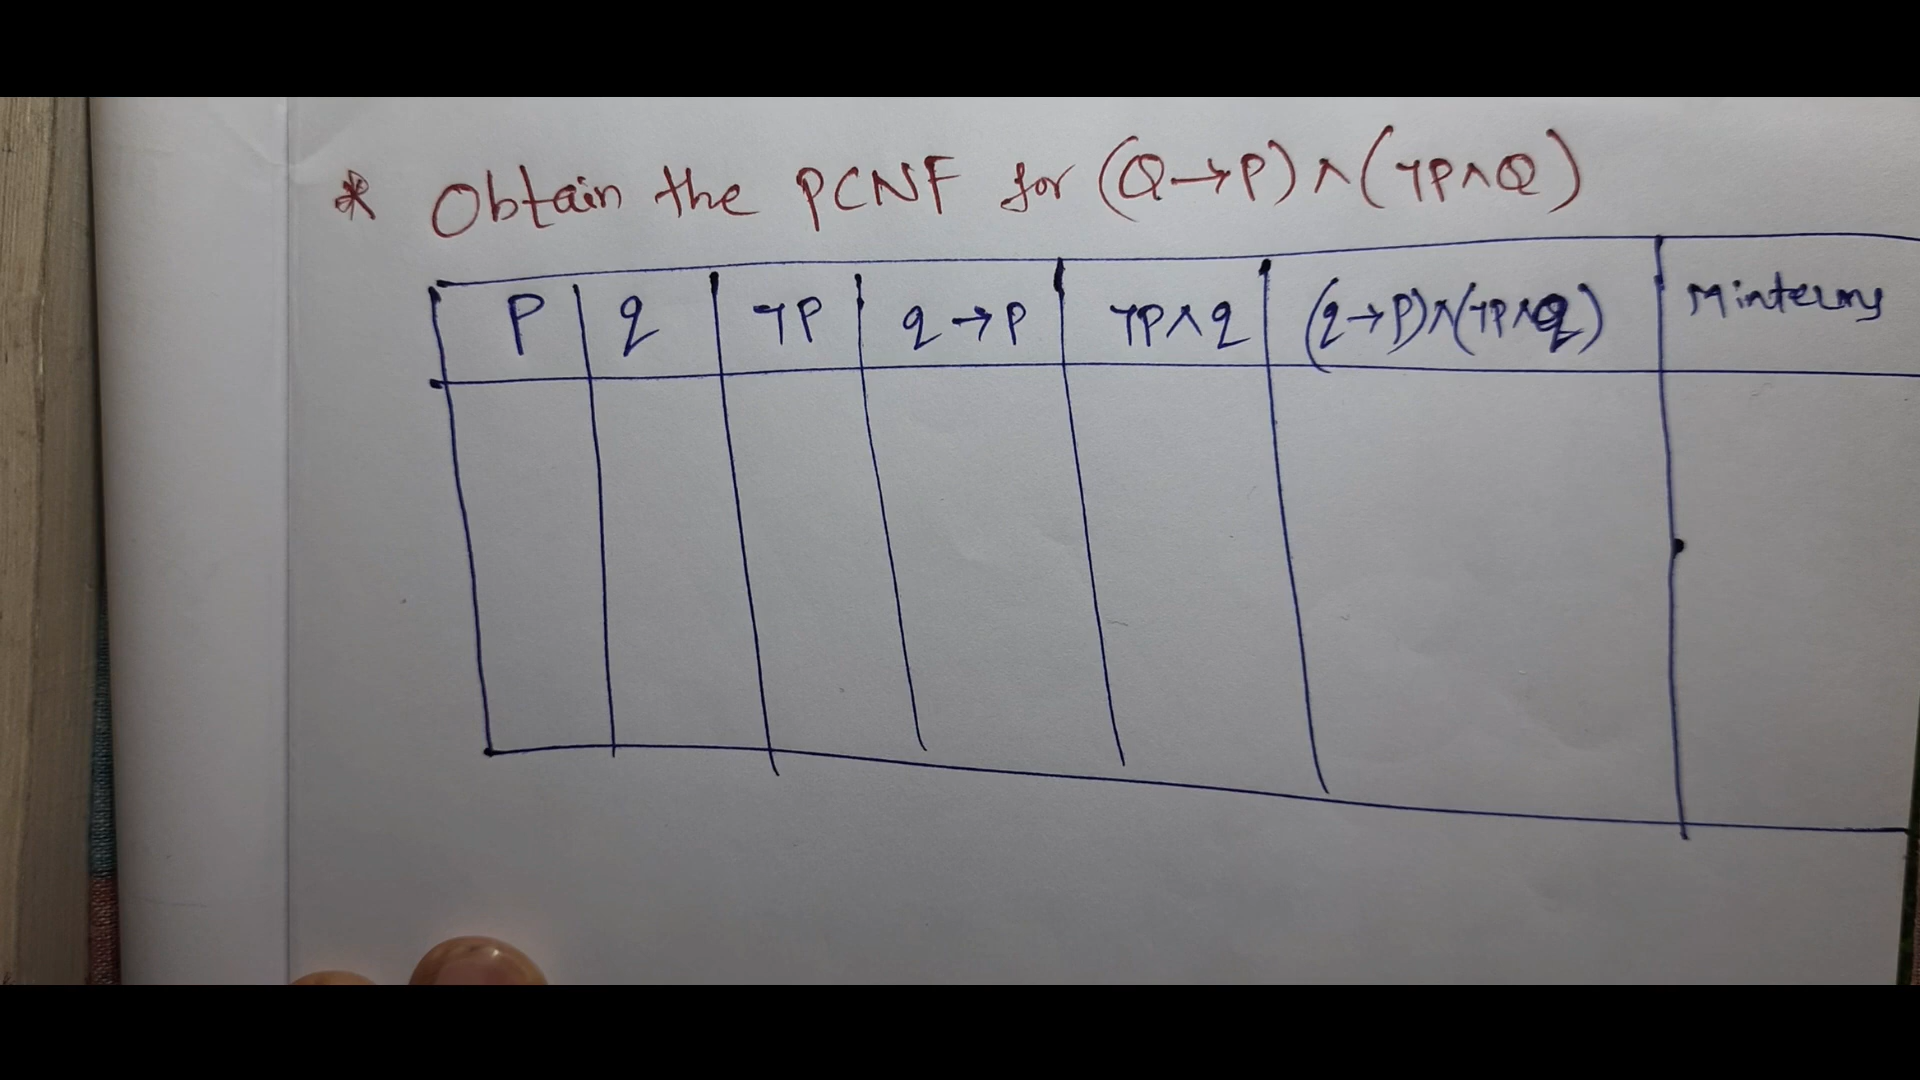 * Obtain the PCNF for (Q→P)∧(¬P∧Q)
P q ¬P q→P ¬P∧q (q→P)∧(¬P∧q) Minterms